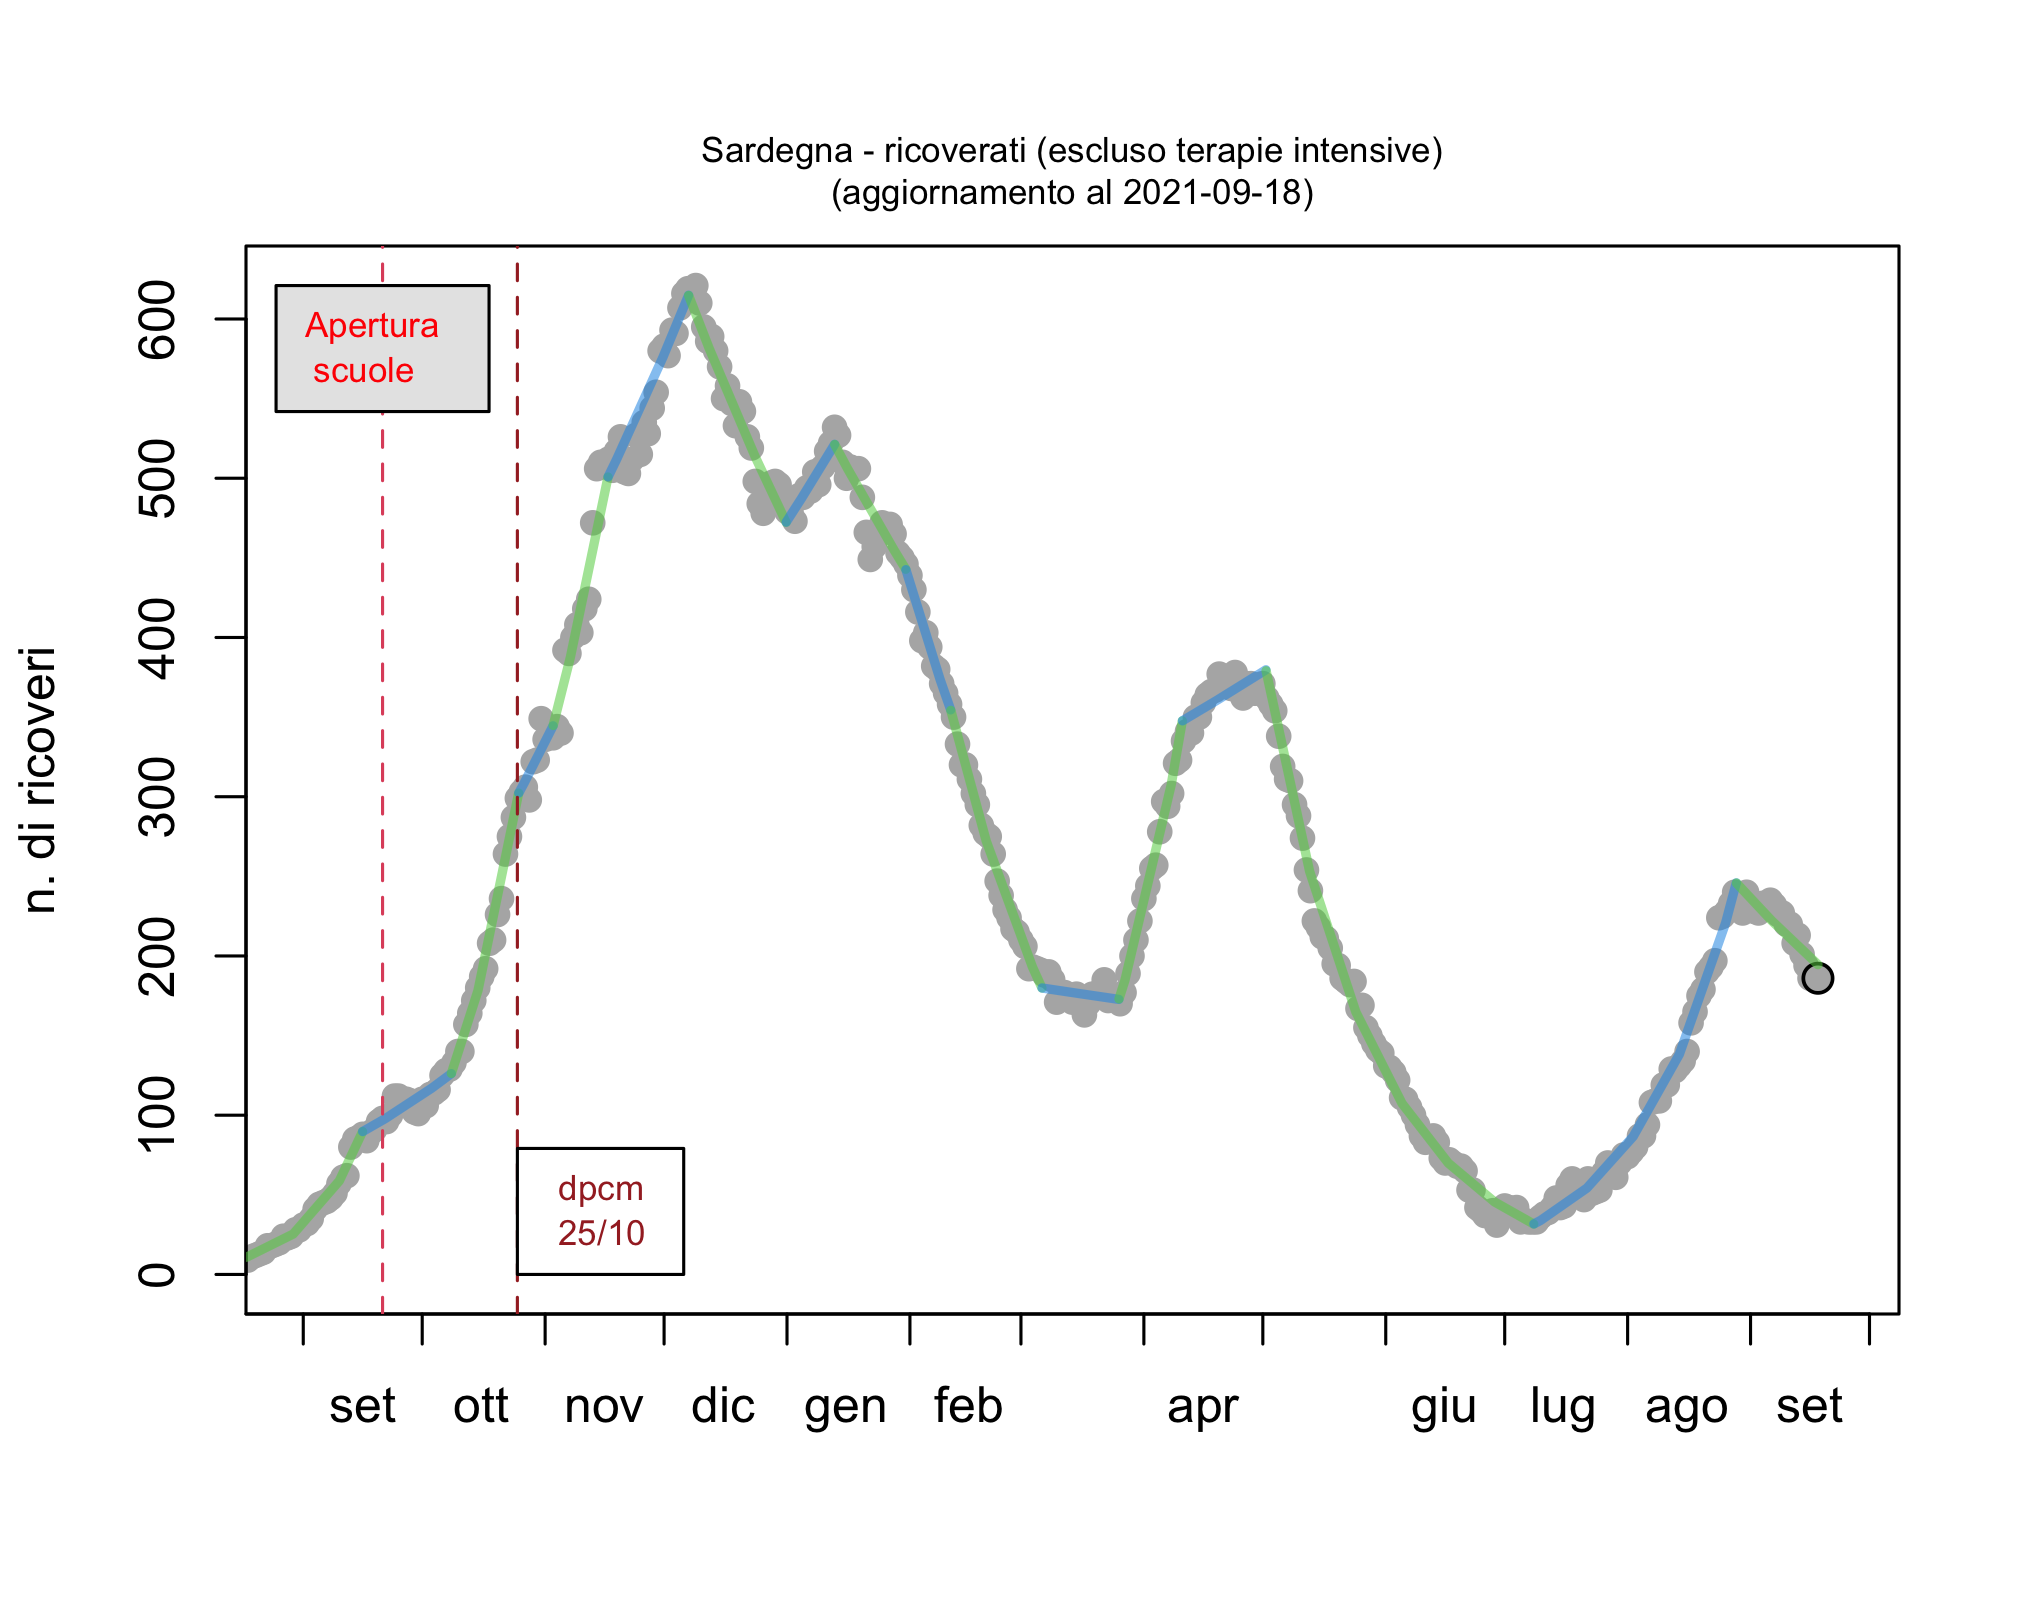 Sardegna - ricoverati (escluso terapie intensive)
(aggiornamento al 2021-09-18)
Apertura
scuole
dpcm
25/10
n. di ricoveri
600
500
400
300
200
100
0
set ott nov dic gen feb apr giu lug ago set